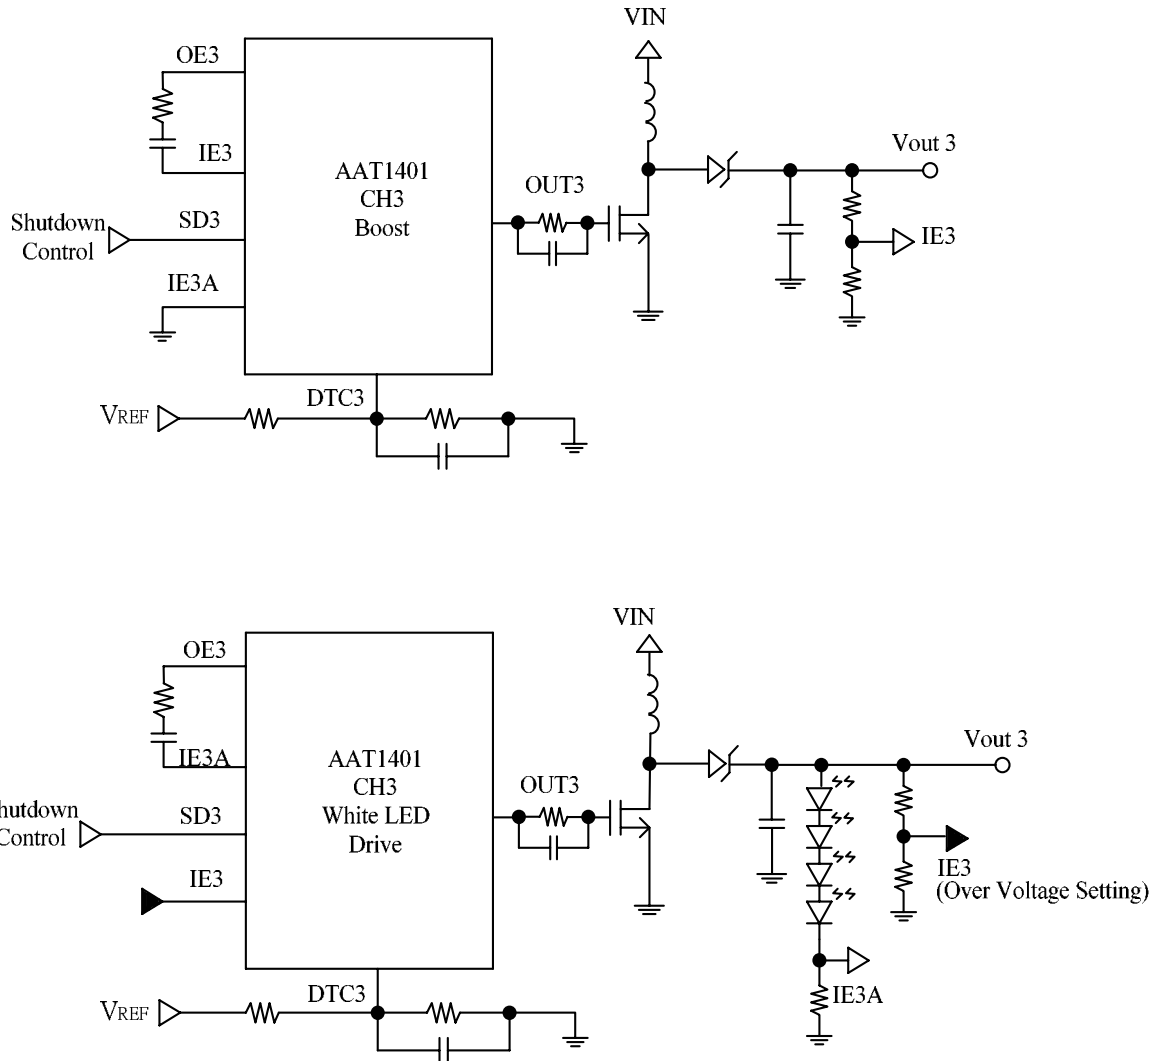 VIN
OE3
IE3
AAT1401
CH3
Boost
Vout 3
OUT3
Shutdown
Control
SD3
IE3
IE3A
DTC3
VREF
VIN
OE3
IE3A
AAT1401
CH3
White LED
Drive
Vout 3
OUT3
hutdown
Control
SD3
IE3
IE3
(Over Voltage Setting)
IE3A
DTC3
VREF